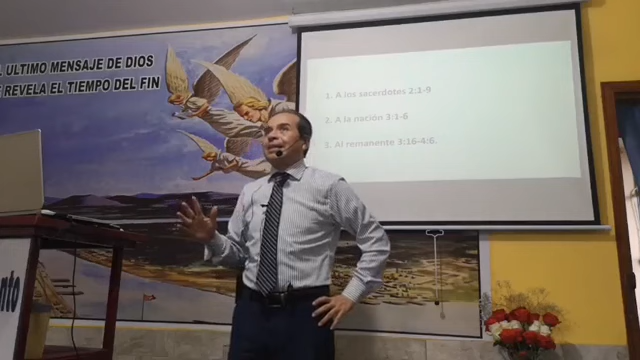 L ULTIMO MENSAJE DE DIOS
E REVELA EL TIEMPO DEL FIN
1. A los sacerdotes 2:1-9
2. A la nación 3:1-6
3. Al remanente 3:16-4:6.
nto